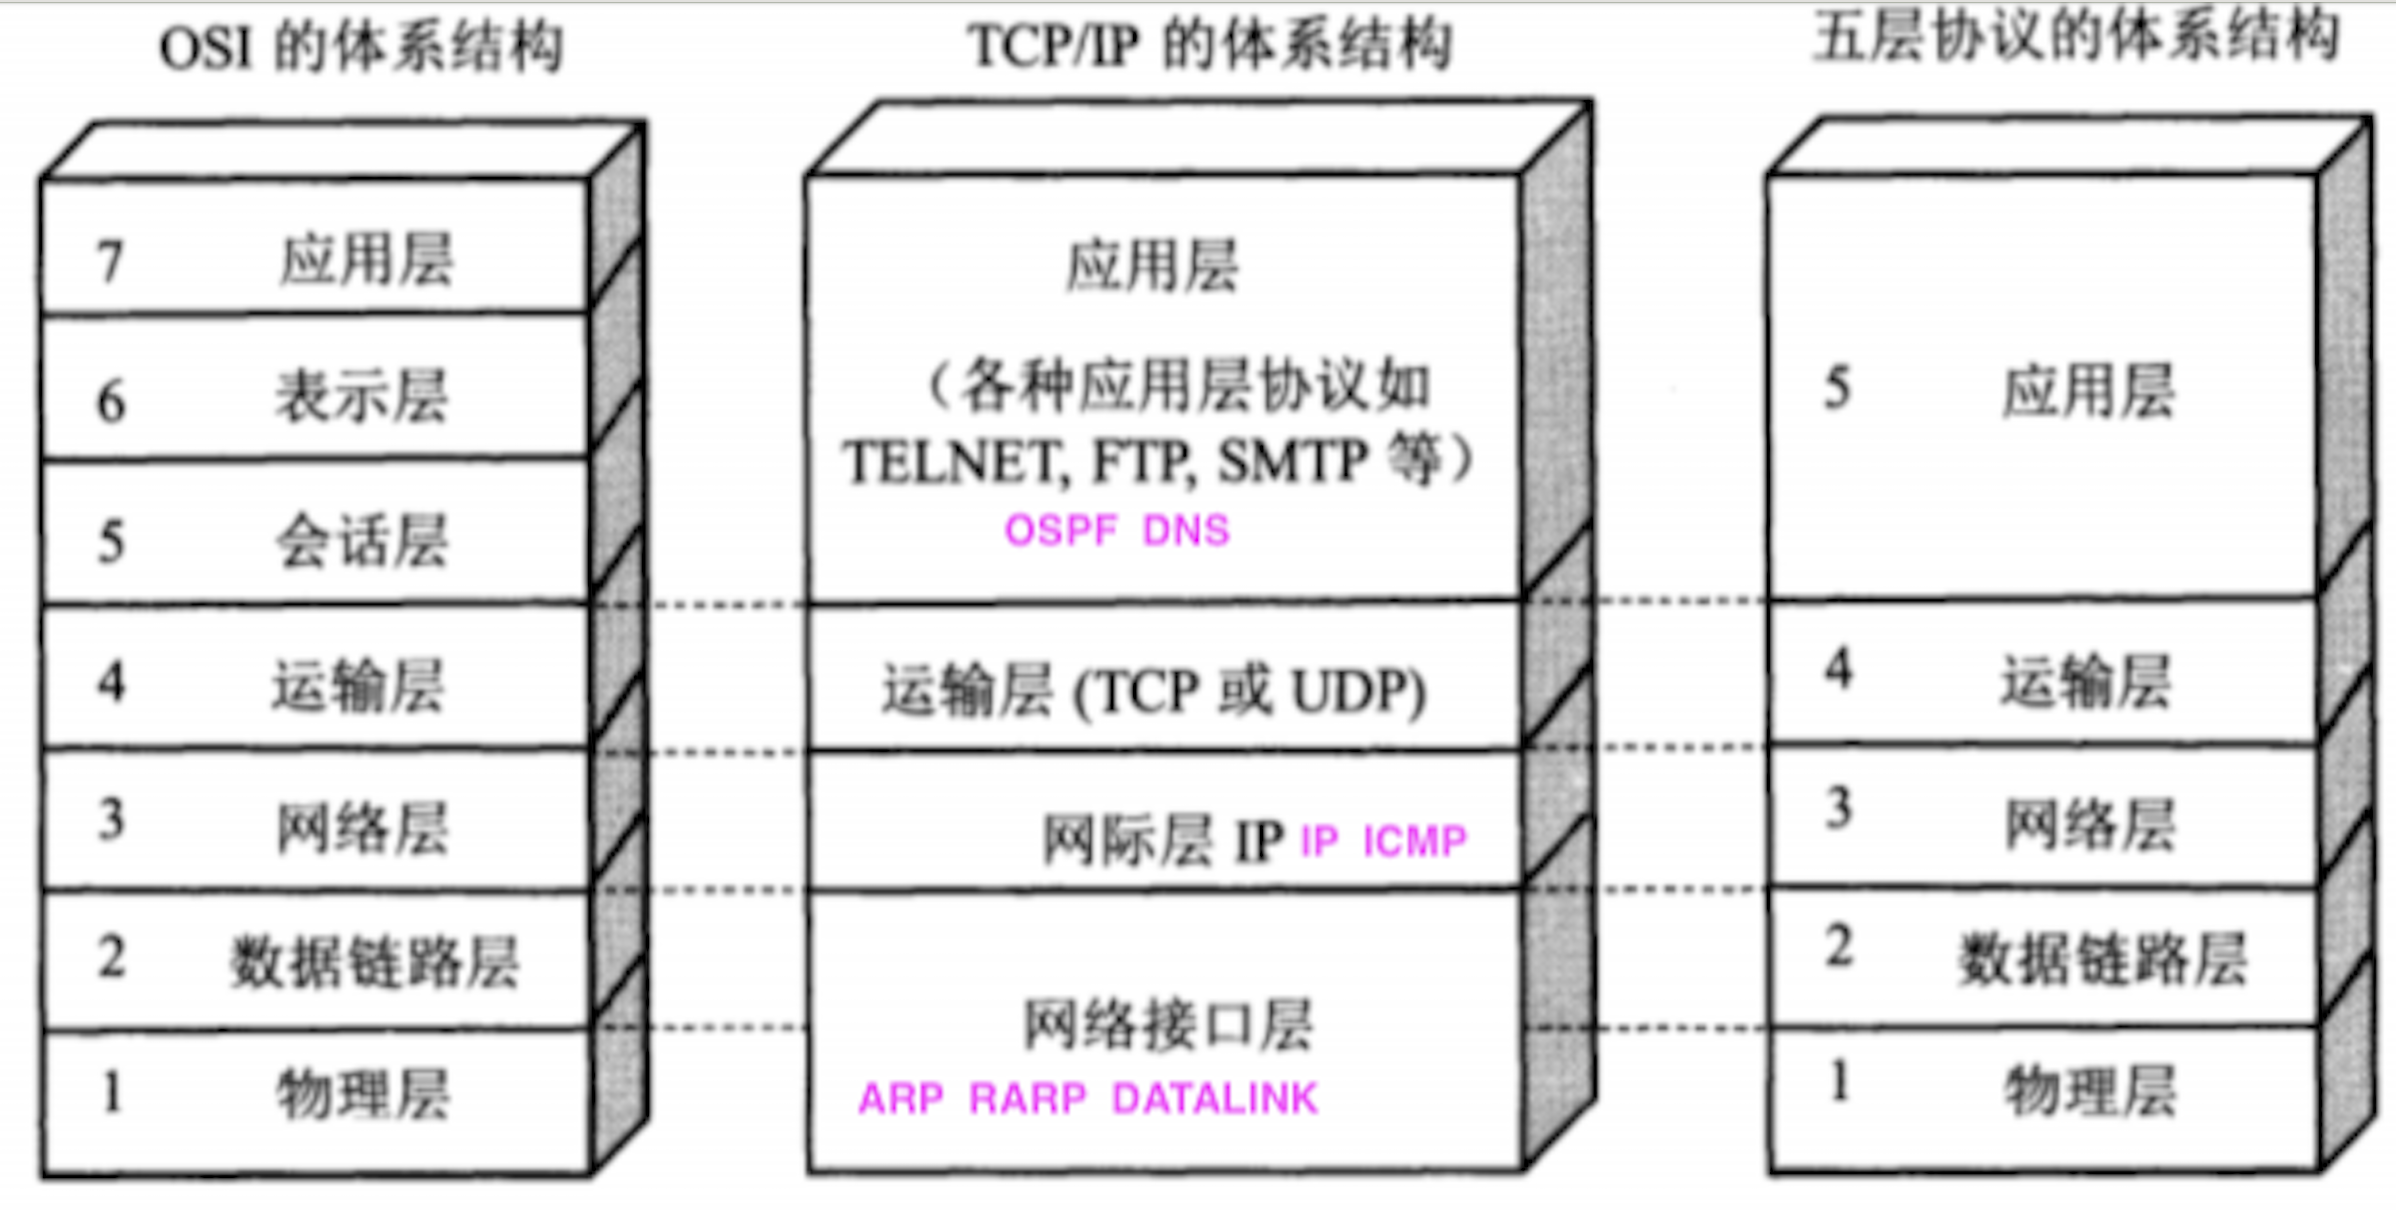 OSI 的体系结构
7 应用层
6 表示层
5 会话层
4 运输层
3 网络层
2 数据链路层
1 物理层
TCP/IP 的体系结构
应用层
（各种应用层协议如
TELNET, FTP, SMTP 等）
OSPF DNS
运输层 (TCP 或 UDP)
网际层 IP IP ICMP
网络接口层
ARP RARP DATALINK
五层协议的体系结构
5 应用层
4 运输层
3 网络层
2 数据链路层
1 物理层